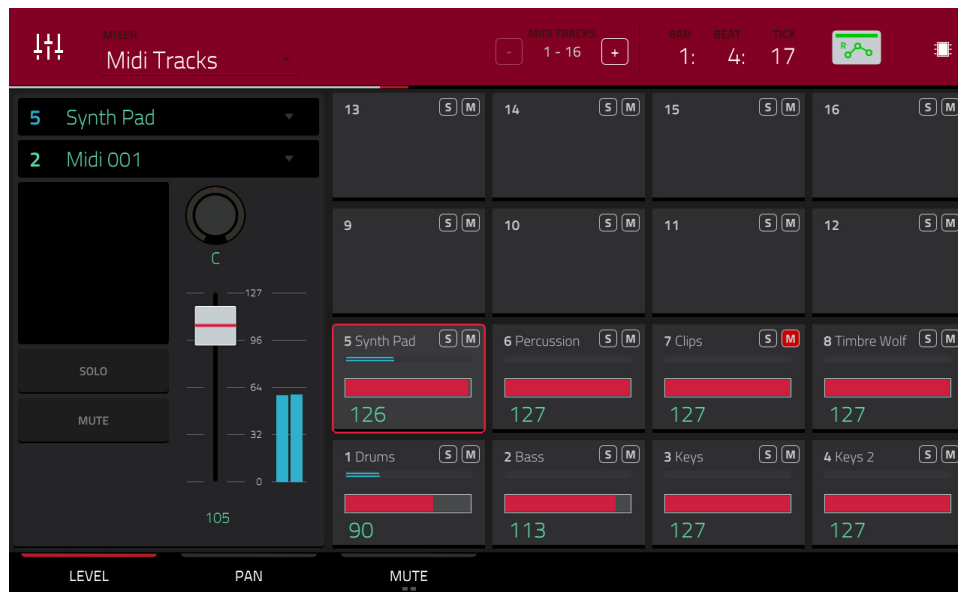 MIXER
Midi Tracks
MIDI TRACKS
- 1 - 16 +
BAR BEAT TICK
1: 4: 17
R
5 Synth Pad
2 Midi 001
C
127
96
64
32
0
105
SOLO
MUTE
13 S M
14 S M
15 S M
16 S M
9 S M
10 S M
11 S M
12 S M
5 Synth Pad S M
126
6 Percussion S M
127
7 Clips S M
127
8 Timbre Wolf S M
127
1 Drums S M
90
2 Bass S M
113
3 Keys S M
127
4 Keys 2 S M
127
LEVEL PAN MUTE